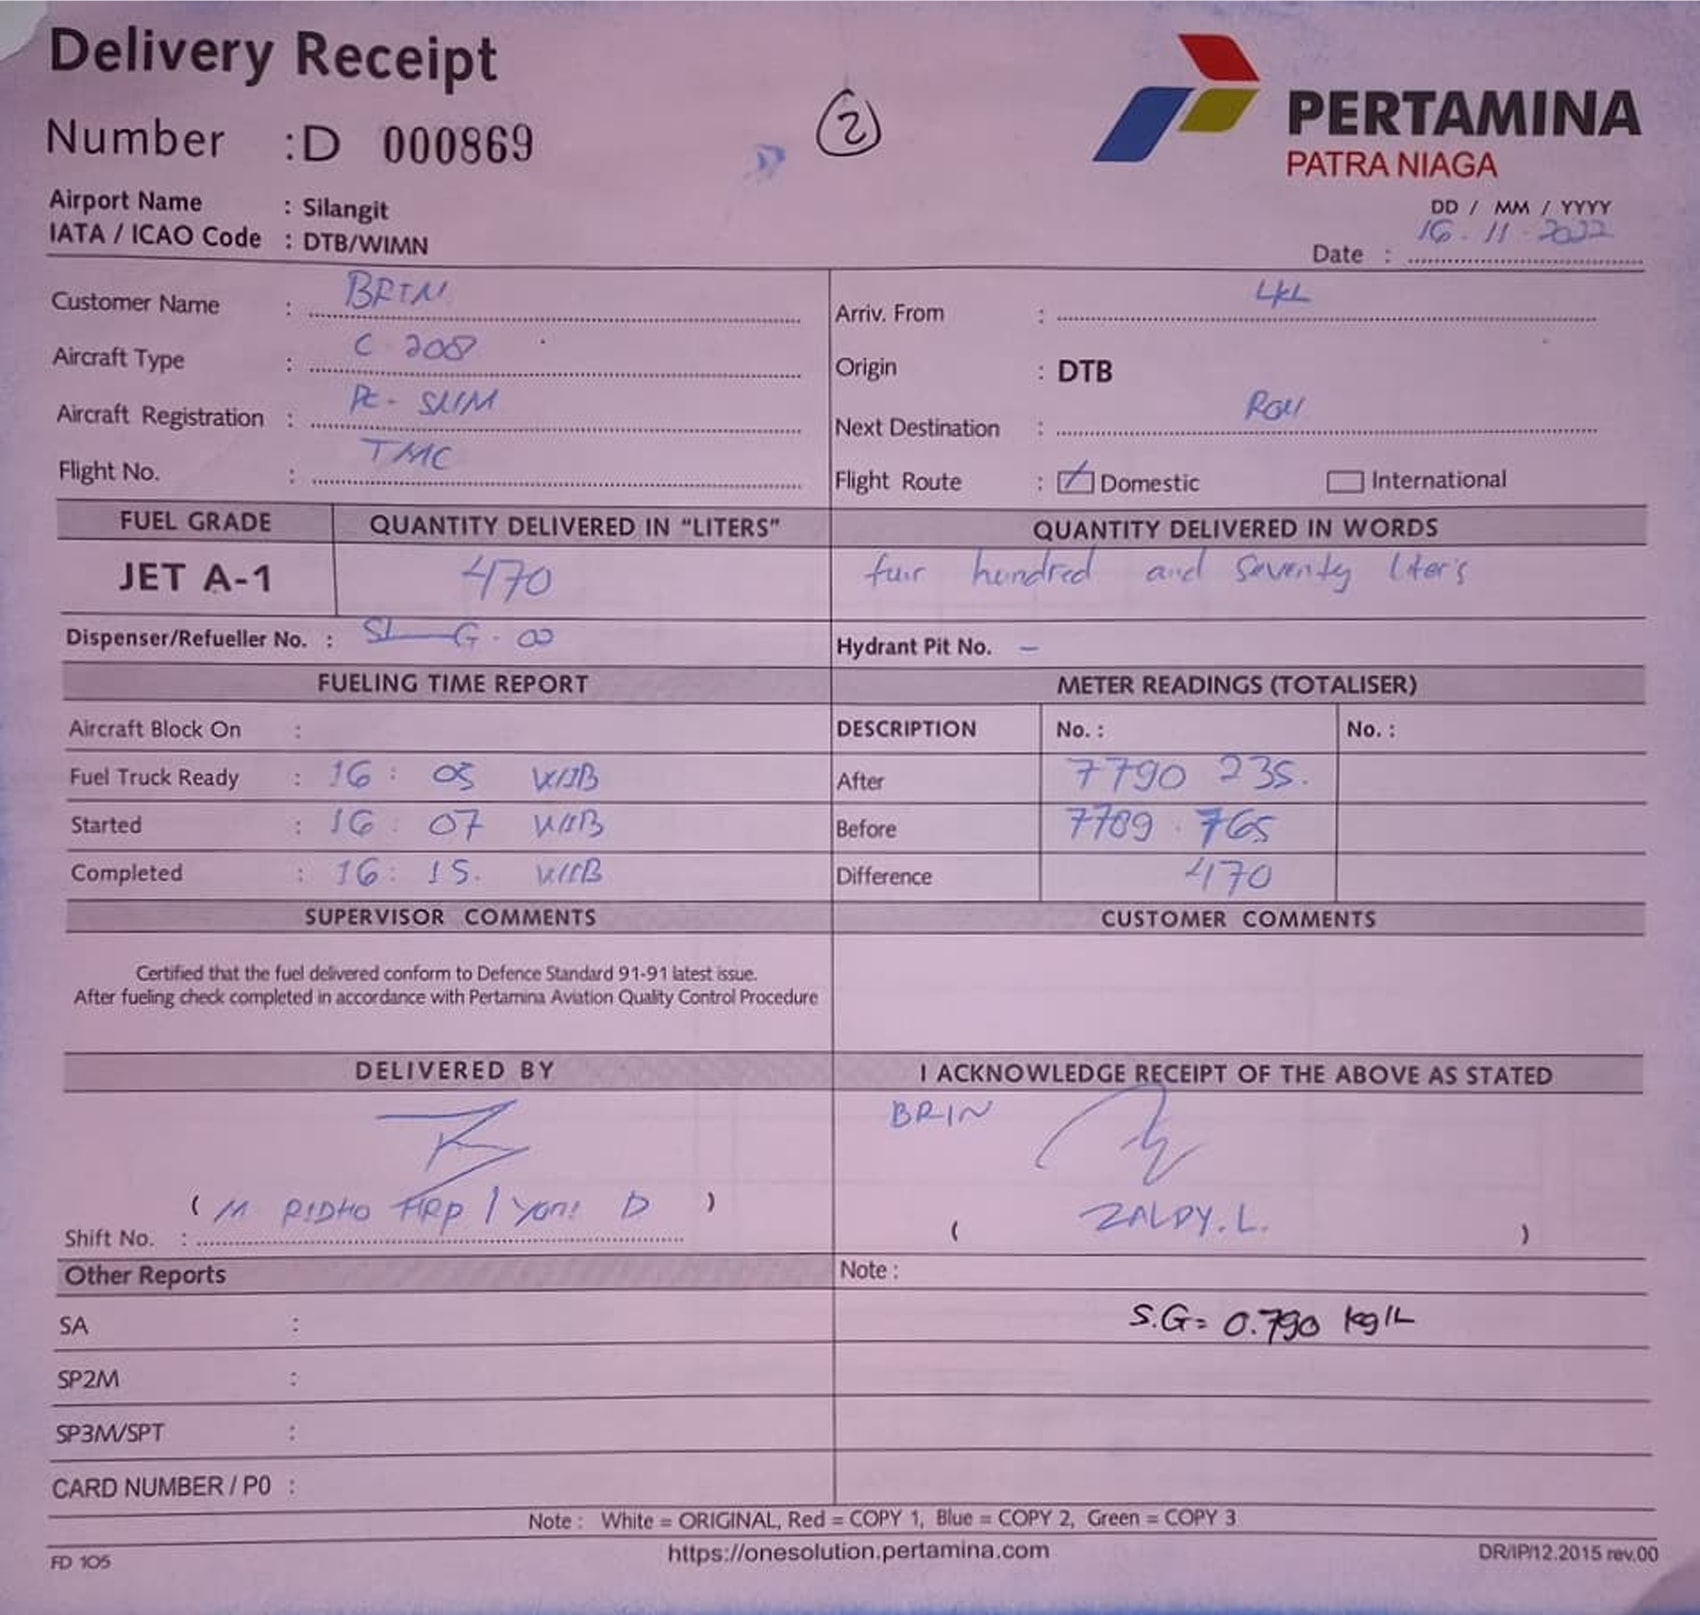 Delivery Receipt
Number : D 000869
2
PERTAMINA
PATRA NIAGA
Airport Name : Silangit
IATA / ICAO Code : DTB/WIMN
DD / MM / YYYY
Date : 16 . 11 . 2022
Customer Name : BRIN
Arriv. From :
Aircraft Type : C 208
Origin : DTB
Aircraft Registration :
Next Destination :
Flight No. : TMC
Flight Route : Domestic International
FUEL GRADE QUANTITY DELIVERED IN "LITERS" QUANTITY DELIVERED IN WORDS
JET A-1 470 four hundred and seventy liter's
Dispenser/Refueller No. :
Hydrant Pit No. –
FUELING TIME REPORT METER READINGS (TOTALISER)
Aircraft Block On : DESCRIPTION No. : No. :
Fuel Truck Ready : 16 : 05 WIB After 7790 235.
Started : 16 : 07 WIB Before 7789 . 765
Completed : 16 : 15. WIB Difference 470
SUPERVISOR COMMENTS CUSTOMER COMMENTS
Certified that the fuel delivered conform to Defence Standard 91-91 latest issue.
After fueling check completed in accordance with Pertamina Aviation Quality Control Procedure
DELIVERED BY I ACKNOWLEDGE RECEIPT OF THE ABOVE AS STATED
BRIN
( M RIDHO HRP / Yoni D )
( ZALDY. L. )
Shift No. :
Other Reports Note :
SA : S.G = 0.790 kg/L
SP2M :
SP3M/SPT :
CARD NUMBER / P0 :
Note : White = ORIGINAL, Red = COPY 1, Blue = COPY 2, Green = COPY 3
FD 105 https://onesolution.pertamina.com DR/IP/12.2015 rev.00